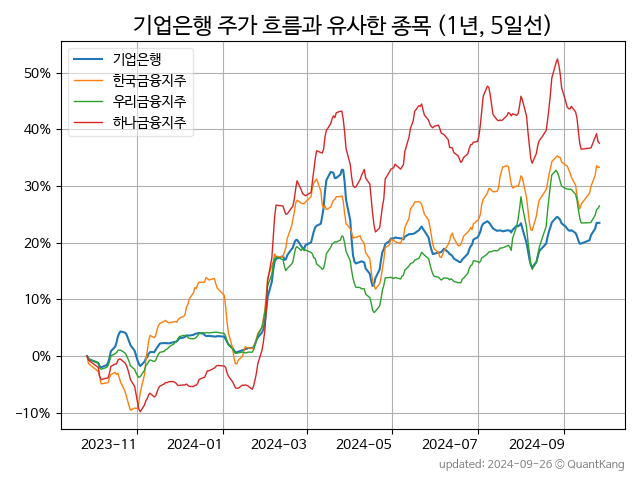 기업은행 주가 흐름과 유사한 종목 (1년, 5일선)
기업은행
한국금융지주
우리금융지주
하나금융지주
50%
40%
30%
20%
10%
0%
−10%
2023-11 2024-01 2024-03 2024-05 2024-07 2024-09
updated: 2024-09-26 © QuantKang